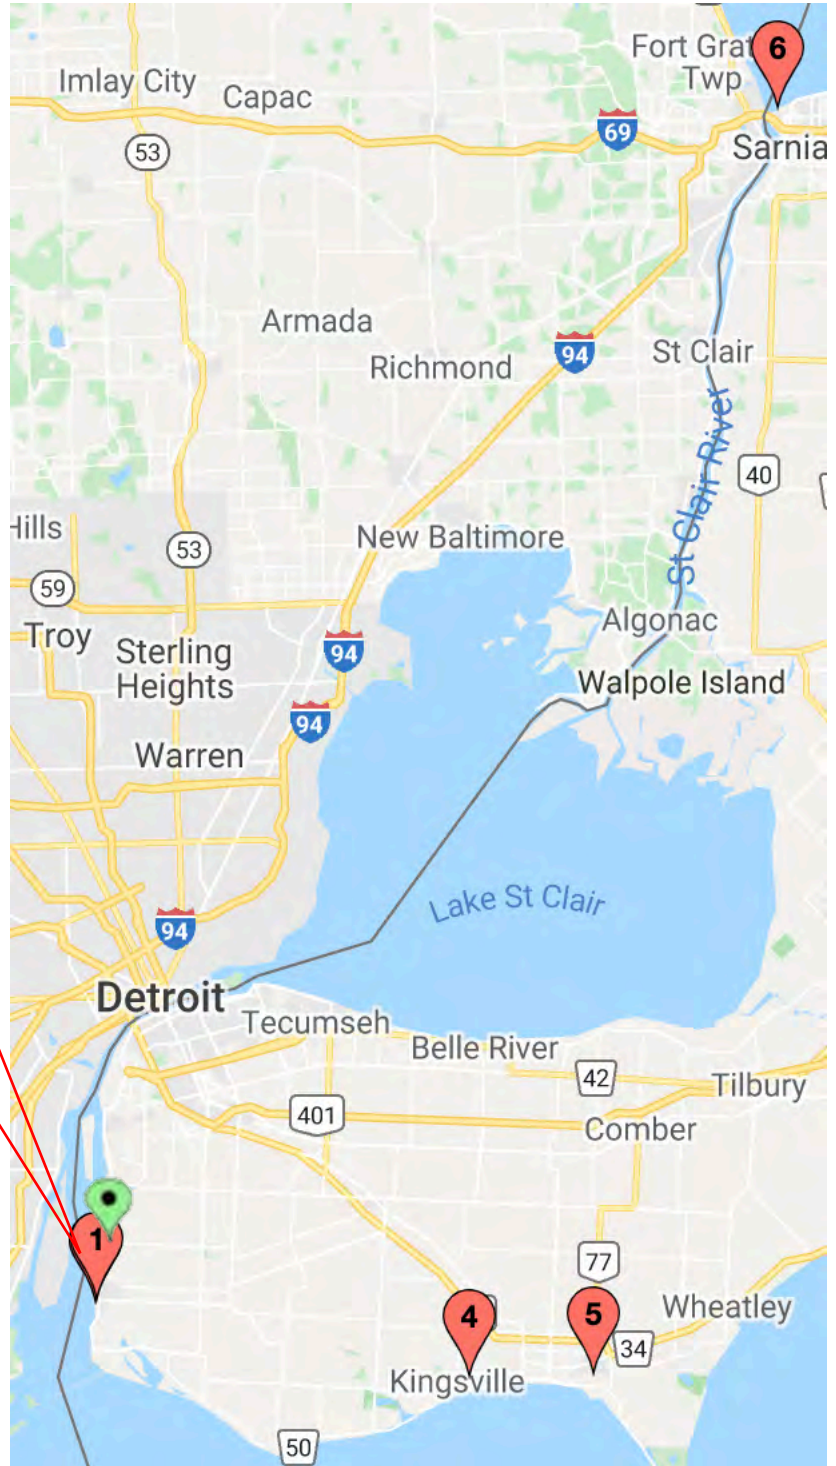 Fort Grat
Twp
6
Imlay City
Capac
69
53
Sarnia
Armada
94
St Clair
Richmond
St Clair River
40
Hills
53
New Baltimore
59
Algonac
Troy
Sterling
Heights
94
Walpole Island
94
Warren
Lake St Clair
94
Detroit
Tecumseh
Belle River
42
Tilbury
401
Comber
1
77
4
5
Wheatley
34
Kingsville
50